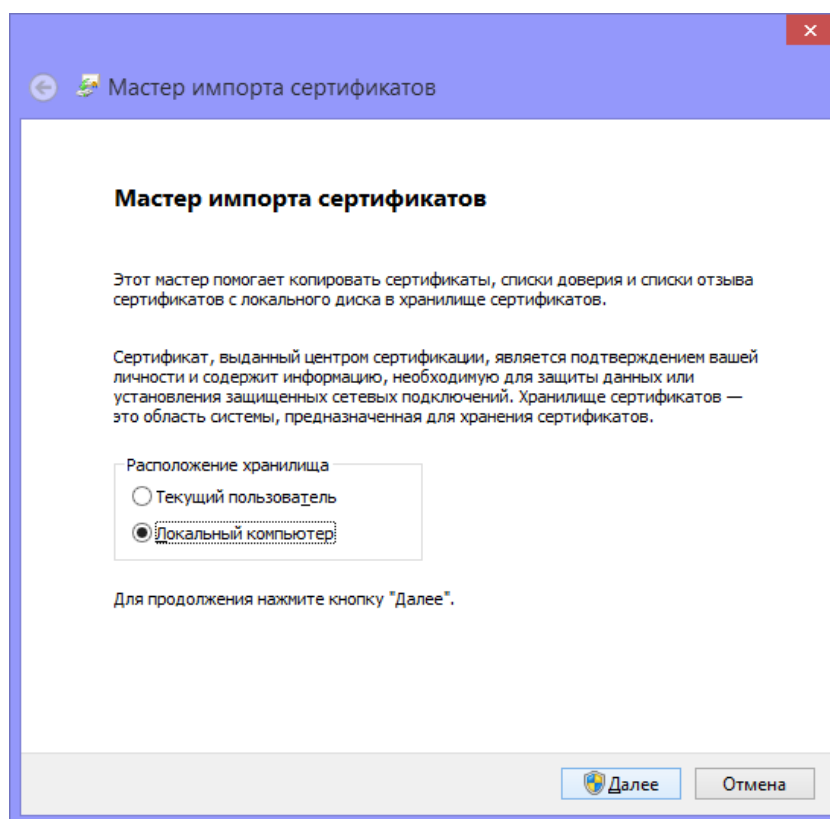 Мастер импорта сертификатов
Мастер импорта сертификатов
Этот мастер помогает копировать сертификаты, списки доверия и списки отзыва
сертификатов с локального диска в хранилище сертификатов.
Сертификат, выданный центром сертификации, является подтверждением вашей
личности и содержит информацию, необходимую для защиты данных или
установления защищенных сетевых подключений. Хранилище сертификатов —
это область системы, предназначенная для хранения сертификатов.
Расположение хранилища
Текущий пользователь
Локальный компьютер
Для продолжения нажмите кнопку "Далее".
Далее
Отмена